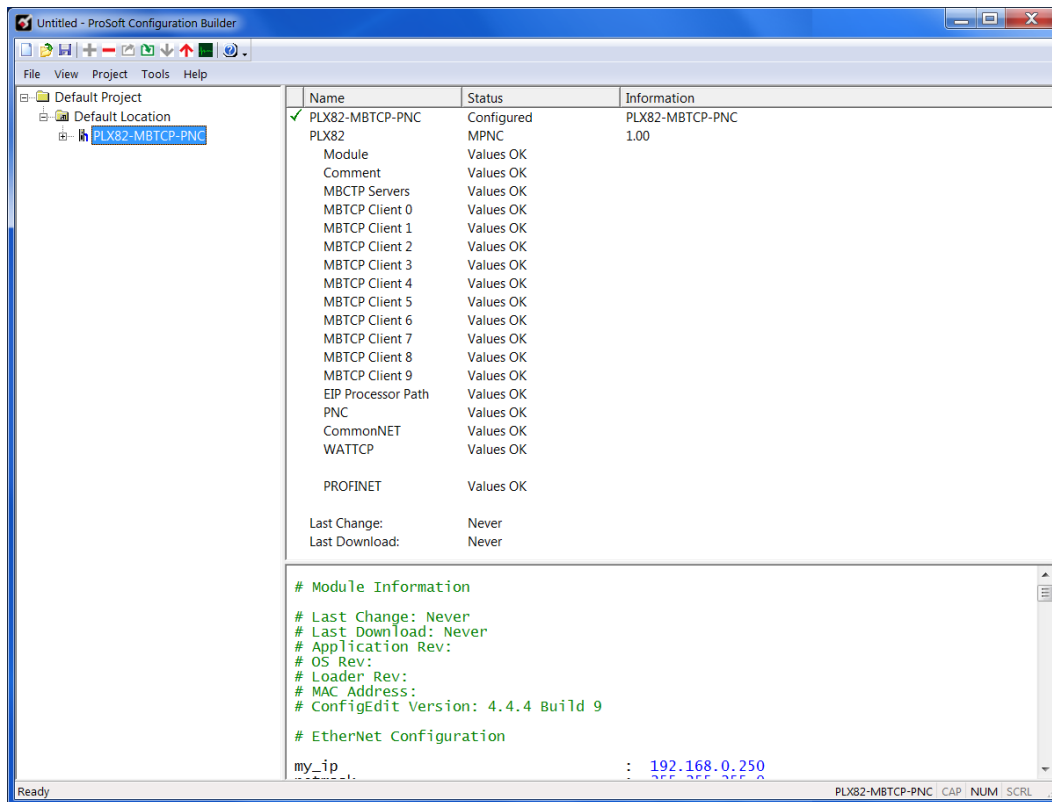 Untitled - ProSoft Configuration Builder
File View Project Tools Help
Default Project
Default Location
PLX82-MBTCP-PNC
Name Status Information
PLX82-MBTCP-PNC Configured PLX82-MBTCP-PNC
PLX82 MPNC 1.00
Module Values OK
Comment Values OK
MBCTP Servers Values OK
MBTCP Client 0 Values OK
MBTCP Client 1 Values OK
MBTCP Client 2 Values OK
MBTCP Client 3 Values OK
MBTCP Client 4 Values OK
MBTCP Client 5 Values OK
MBTCP Client 6 Values OK
MBTCP Client 7 Values OK
MBTCP Client 8 Values OK
MBTCP Client 9 Values OK
EIP Processor Path Values OK
PNC Values OK
CommonNET Values OK
WATTCP Values OK
PROFINET Values OK
Last Change: Never
Last Download: Never
# Module Information
# Last Change: Never
# Last Download: Never
# Application Rev:
# OS Rev:
# Loader Rev:
# MAC Address:
# ConfigEdit Version: 4.4.4 Build 9
# EtherNet Configuration
my_ip : 192.168.0.250
Ready PLX82-MBTCP-PNC CAP NUM SCRL